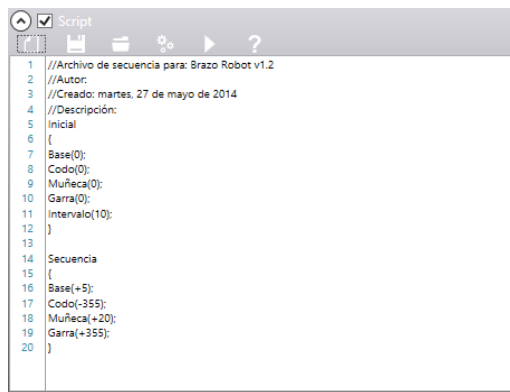 Script
?
1 //Archivo de secuencia para: Brazo Robot v1.2
2 //Autor:
3 //Creado: martes, 27 de mayo de 2014
4 //Descripción:
5 Inicial
6 {
7 Base(0);
8 Codo(0);
9 Muñeca(0);
10 Garra(0);
11 Intervalo(10);
12 }
13
14 Secuencia
15 {
16 Base(+5);
17 Codo(-355);
18 Muñeca(+20);
19 Garra(+355);
20 }